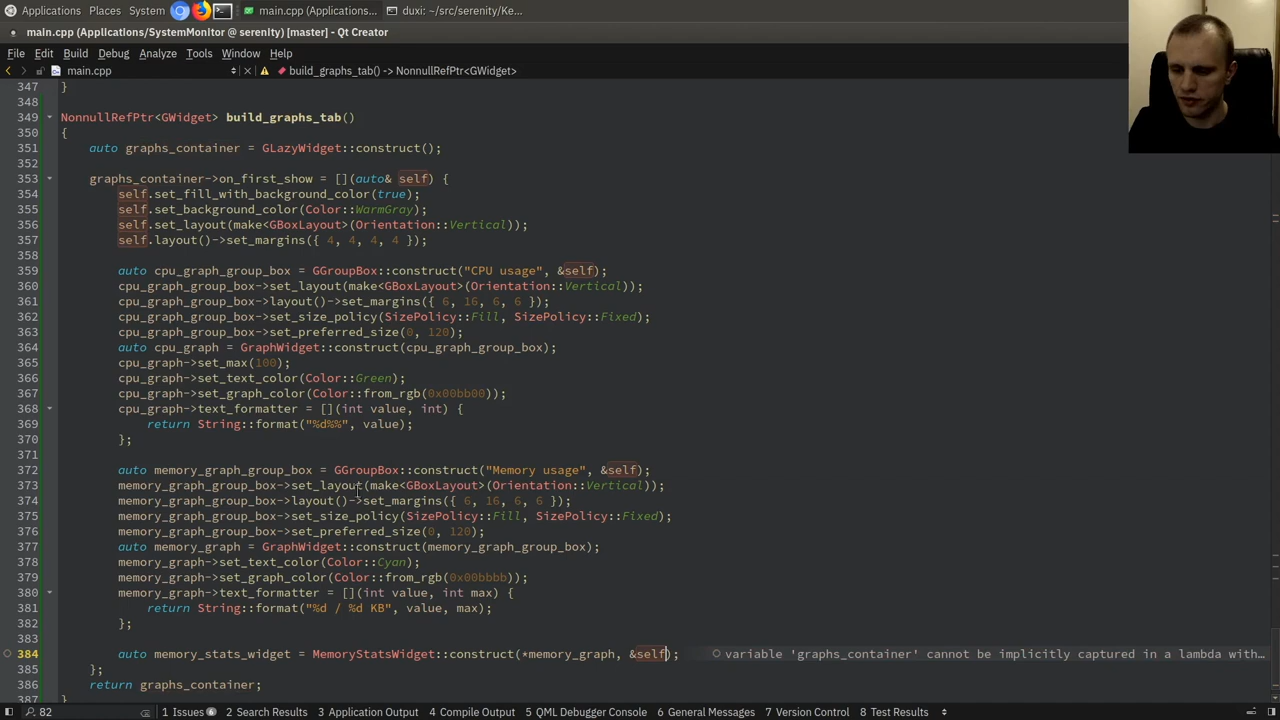 Applications Places System main.cpp (Applications... duxi: ~/src/serenity/Ke...
main.cpp (Applications/SystemMonitor @ serenity) [master] - Qt Creator
File Edit Build Debug Analyze Tools Window Help
main.cpp build_graphs_tab() -> NonnullRefPtr<GWidget>
347 }
348
349 NonnullRefPtr<GWidget> build_graphs_tab()
350 {
351 auto graphs_container = GLazyWidget::construct();
352
353 graphs_container->on_first_show = [](auto& self) {
354 self.set_fill_with_background_color(true);
355 self.set_background_color(Color::WarmGray);
356 self.set_layout(make<GBoxLayout>(Orientation::Vertical));
357 self.layout()->set_margins({ 4, 4, 4, 4 });
358
359 auto cpu_graph_group_box = GGroupBox::construct("CPU usage", &self);
360 cpu_graph_group_box->set_layout(make<GBoxLayout>(Orientation::Vertical));
361 cpu_graph_group_box->layout()->set_margins({ 6, 16, 6, 6 });
362 cpu_graph_group_box->set_size_policy(SizePolicy::Fill, SizePolicy::Fixed);
363 cpu_graph_group_box->set_preferred_size(0, 120);
364 auto cpu_graph = GraphWidget::construct(cpu_graph_group_box);
365 cpu_graph->set_max(100);
366 cpu_graph->set_text_color(Color::Green);
367 cpu_graph->set_graph_color(Color::from_rgb(0x00bb00));
368 cpu_graph->text_formatter = [](int value, int) {
369 return String::format("%d%%", value);
370 };
371
372 auto memory_graph_group_box = GGroupBox::construct("Memory usage", &self);
373 memory_graph_group_box->set_layout(make<GBoxLayout>(Orientation::Vertical));
374 memory_graph_group_box->layout()->set_margins({ 6, 16, 6, 6 });
375 memory_graph_group_box->set_size_policy(SizePolicy::Fill, SizePolicy::Fixed);
376 memory_graph_group_box->set_preferred_size(0, 120);
377 auto memory_graph = GraphWidget::construct(memory_graph_group_box);
378 memory_graph->set_text_color(Color::Cyan);
379 memory_graph->set_graph_color(Color::from_rgb(0x00bbbb));
380 memory_graph->text_formatter = [](int value, int max) {
381 return String::format("%d / %d KB", value, max);
382 };
383
384 auto memory_stats_widget = MemoryStatsWidget::construct(*memory_graph, &self); variable 'graphs_container' cannot be implicitly captured in a lambda with...
385 };
386 return graphs_container;
387 }
82 1 Issues 6 2 Search Results 3 Application Output 4 Compile Output 5 QML Debugger Console 6 General Messages 7 Version Control 8 Test Results